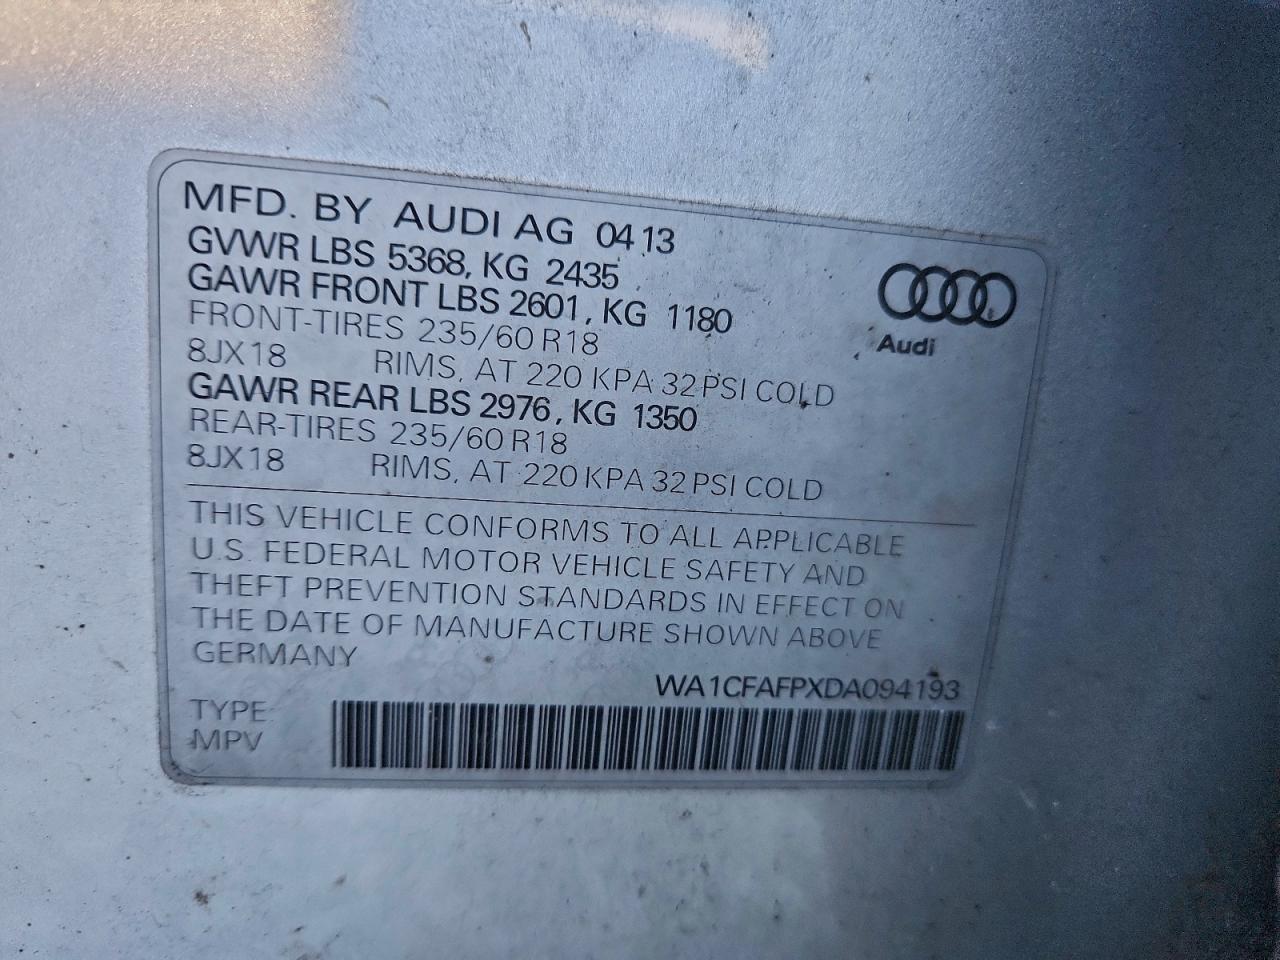 MFD. BY AUDI AG 04 13
GVWR LBS 5368, KG 2435
GAWR FRONT LBS 2601, KG 1180
FRONT-TIRES 235/60 R18
8JX18 RIMS, AT 220 KPA 32 PSI COLD
GAWR REAR LBS 2976, KG 1350
REAR-TIRES 235/60 R18
8JX18 RIMS, AT 220 KPA 32 PSI COLD
Audi
THIS VEHICLE CONFORMS TO ALL APPLICABLE
U.S. FEDERAL MOTOR VEHICLE SAFETY AND
THEFT PREVENTION STANDARDS IN EFFECT ON
THE DATE OF MANUFACTURE SHOWN ABOVE
GERMANY
WA1CFAFPXDA094193
TYPE
MPV